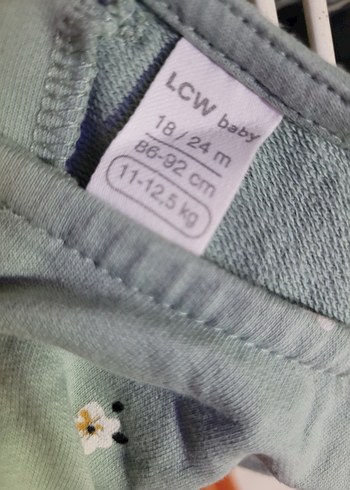 LCW baby
18/24 m
86-92 cm
11-12,5 kg